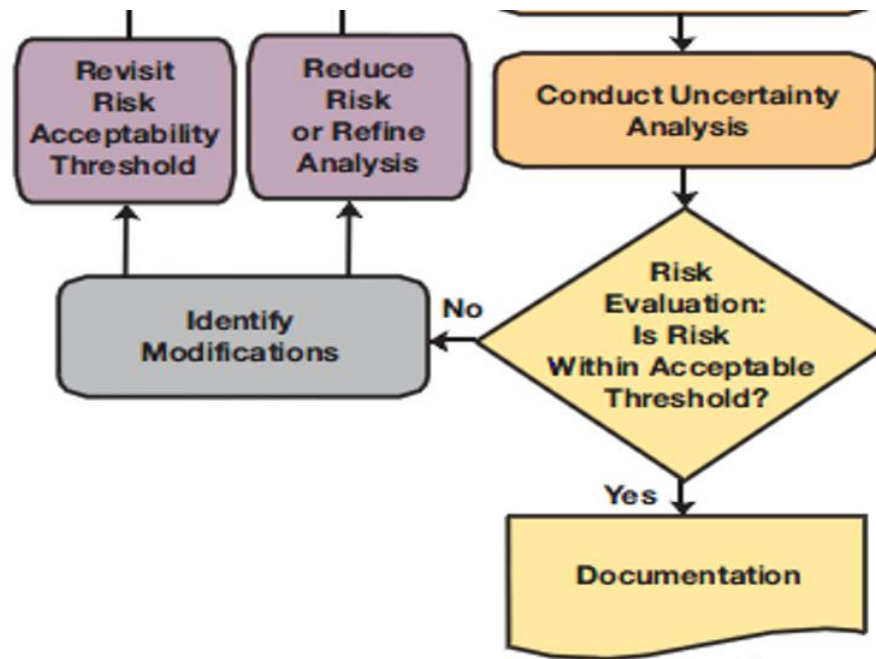 Revisit
Risk
Acceptability
Threshold
Reduce
Risk
or Refine
Analysis
Conduct Uncertainty
Analysis
Identify
Modifications
No
Risk
Evaluation:
Is Risk
Within Acceptable
Threshold?
Yes
Documentation